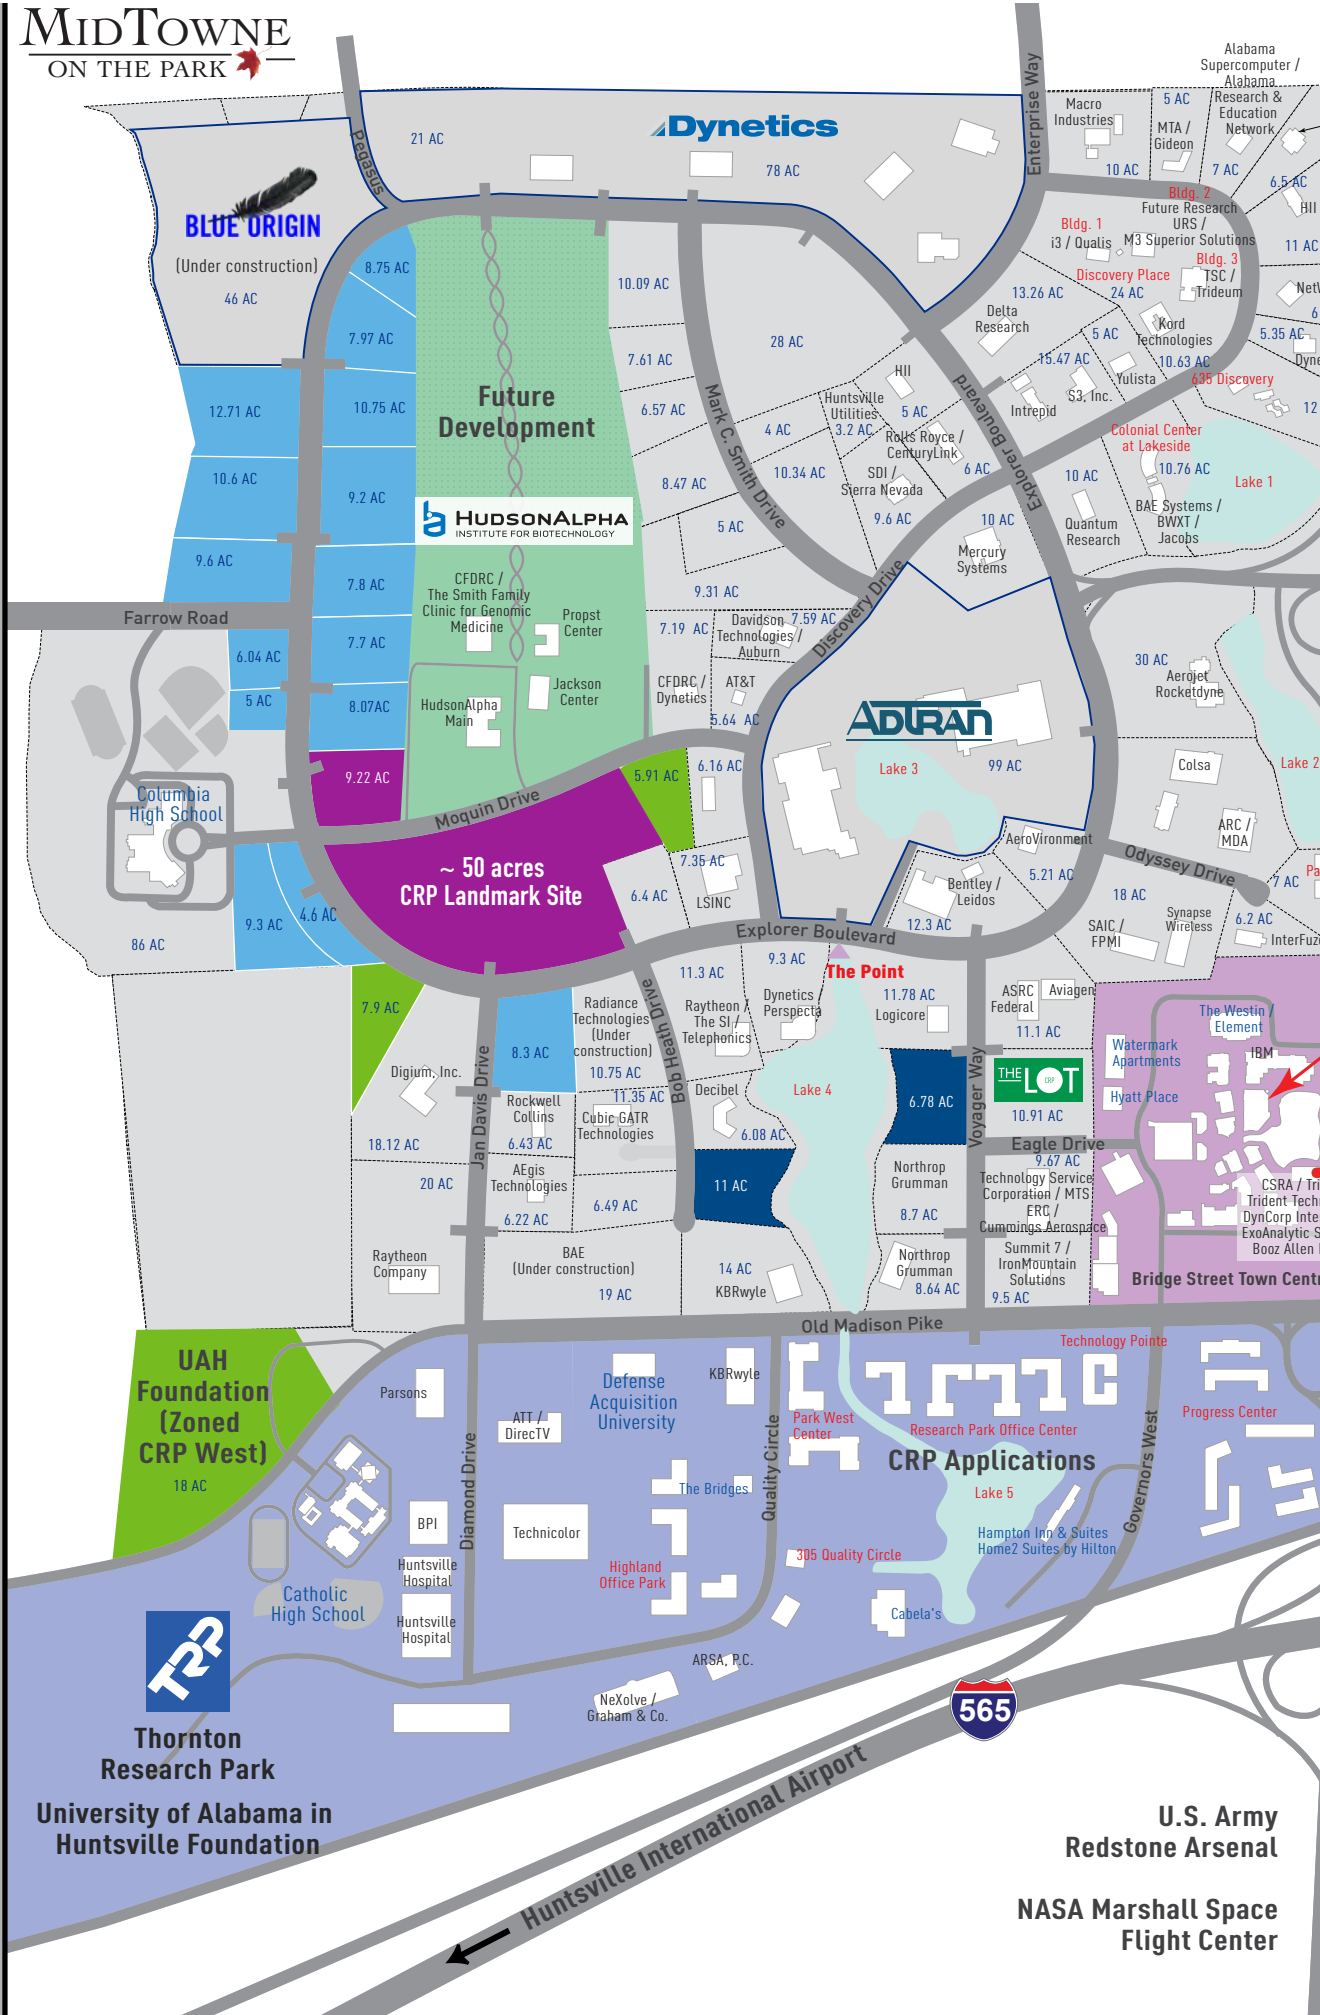 MIDTOWNE
ON THE PARK
Pegasus
21 AC
Dynetics
78 AC
Enterprise Way
Macro
Industries
10 AC
5 AC
MTA /
Gideon
Alabama
Supercomputer /
Alabama
Research &
Education
Network
7 AC
6.5 AC
HII
11 AC
BLUE ORIGIN
(Under construction)
46 AC
Bldg. 2
Future Research
URS /
M3 Superior Solutions
Bldg. 1
i3 / Qualis
Bldg. 3
TSC /
Trideum
Discovery Place
24 AC
13.26 AC
Delta
Research
5 AC
Kord
Technologies
10.63 AC
5.35 AC
15.47 AC
Yulista
S3, Inc.
Intrepid
635 Discovery
12
8.75 AC
7.97 AC
10.75 AC
9.2 AC
7.8 AC
7.7 AC
8.07AC
9.22 AC
12.71 AC
10.6 AC
9.6 AC
Farrow Road
6.04 AC
5 AC
Future
Development
HUDSONALPHA
INSTITUTE FOR BIOTECHNOLOGY
CFDRC /
The Smith Family
Clinic for Genomic
Medicine
Propst
Center
Jackson
Center
HudsonAlpha
Main
10.09 AC
7.61 AC
6.57 AC
8.47 AC
5 AC
9.31 AC
7.19 AC
Mark C. Smith Drive
28 AC
4 AC
10.34 AC
Huntsville
Utilities
3.2 AC
HII
5 AC
Rolls Royce /
CenturyLink
SDI /
Sierra Nevada
9.6 AC
6 AC
Explorer Boulevard
Explorer
10 AC
Mercury
Systems
Colonial Center
at Lakeside
10 AC
Quantum
Research
10.76 AC
BAE Systems /
BWXT /
Jacobs
Lake 1
Discovery Drive
Davidson
Technologies /
Auburn
7.59 AC
CFDRC /
Dynetics
AT&T
5.64 AC
ADTRAN
Lake 3
99 AC
30 AC
Aerojet
Rocketdyne
Colsa
Lake 2
ARC /
MDA
Columbia
High School
86 AC
9.3 AC
4.6 AC
Moquin Drive
5.91 AC
6.16 AC
7.35 AC
LSINC
6.4 AC
~ 50 acres
CRP Landmark Site
AeroVironment
5.21 AC
Bentley /
Leidos
12.3 AC
Odyssey Drive
7 AC
18 AC
SAIC /
FPMI
Synapse
Wireless
6.2 AC
Explorer Boulevard
The Point
7.9 AC
Digium, Inc.
18.12 AC
20 AC
Raytheon
Company
Jan Davis Drive
8.3 AC
Radiance
Technologies
(Under
construction)
10.75 AC
Rockwell
Collins
6.43 AC
11.35 AC
Cubic GATR
Technologies
AEgis
Technologies
6.22 AC
6.49 AC
BAE
(Under construction)
19 AC
Bob Heath Drive
11.3 AC
Raytheon /
The SI /
Telephonics
9.3 AC
Dynetics /
Perspecta
Decibel
6.08 AC
11 AC
14 AC
KBRwyle
Lake 4
11.78 AC
Logicore
6.78 AC
Northrop
Grumman
8.7 AC
Northrop
Grumman
8.64 AC
Voyager Way
ASRC
Federal
Aviagen
11.1 AC
THE LOT
CRP
10.91 AC
Eagle Drive
9.67 AC
Technology Service
Corporation / MTS
ERC /
Cummings Aerospace
Summit 7 /
IronMountain
Solutions
9.5 AC
The Westin /
Element
Watermark
Apartments
IBM
Hyatt Place
Bridge Street Town
Old Madison Pike
UAH
Foundation
(Zoned
CRP West)
18 AC
Parsons
Diamond Drive
ATT /
DirecTV
Defense
Acquisition
University
KBRwyle
Quality Circle
Park West
Center
Research Park Office Center
Technology Pointe
Progress Center
CRP Applications
Lake 5
Governors West
Hampton Inn & Suites
Home2 Suites by Hilton
305 Quality Circle
Cabela's
The Bridges
Highland
Office Park
Technicolor
BPI
Huntsville
Hospital
Huntsville
Hospital
Catholic
High School
ARSA, P.C.
NeXolve /
Graham & Co.
TRP
Thornton
Research Park
University of Alabama in
Huntsville Foundation
565
Huntsville International Airport
U.S. Army
Redstone Arsenal
NASA Marshall Space
Flight Center